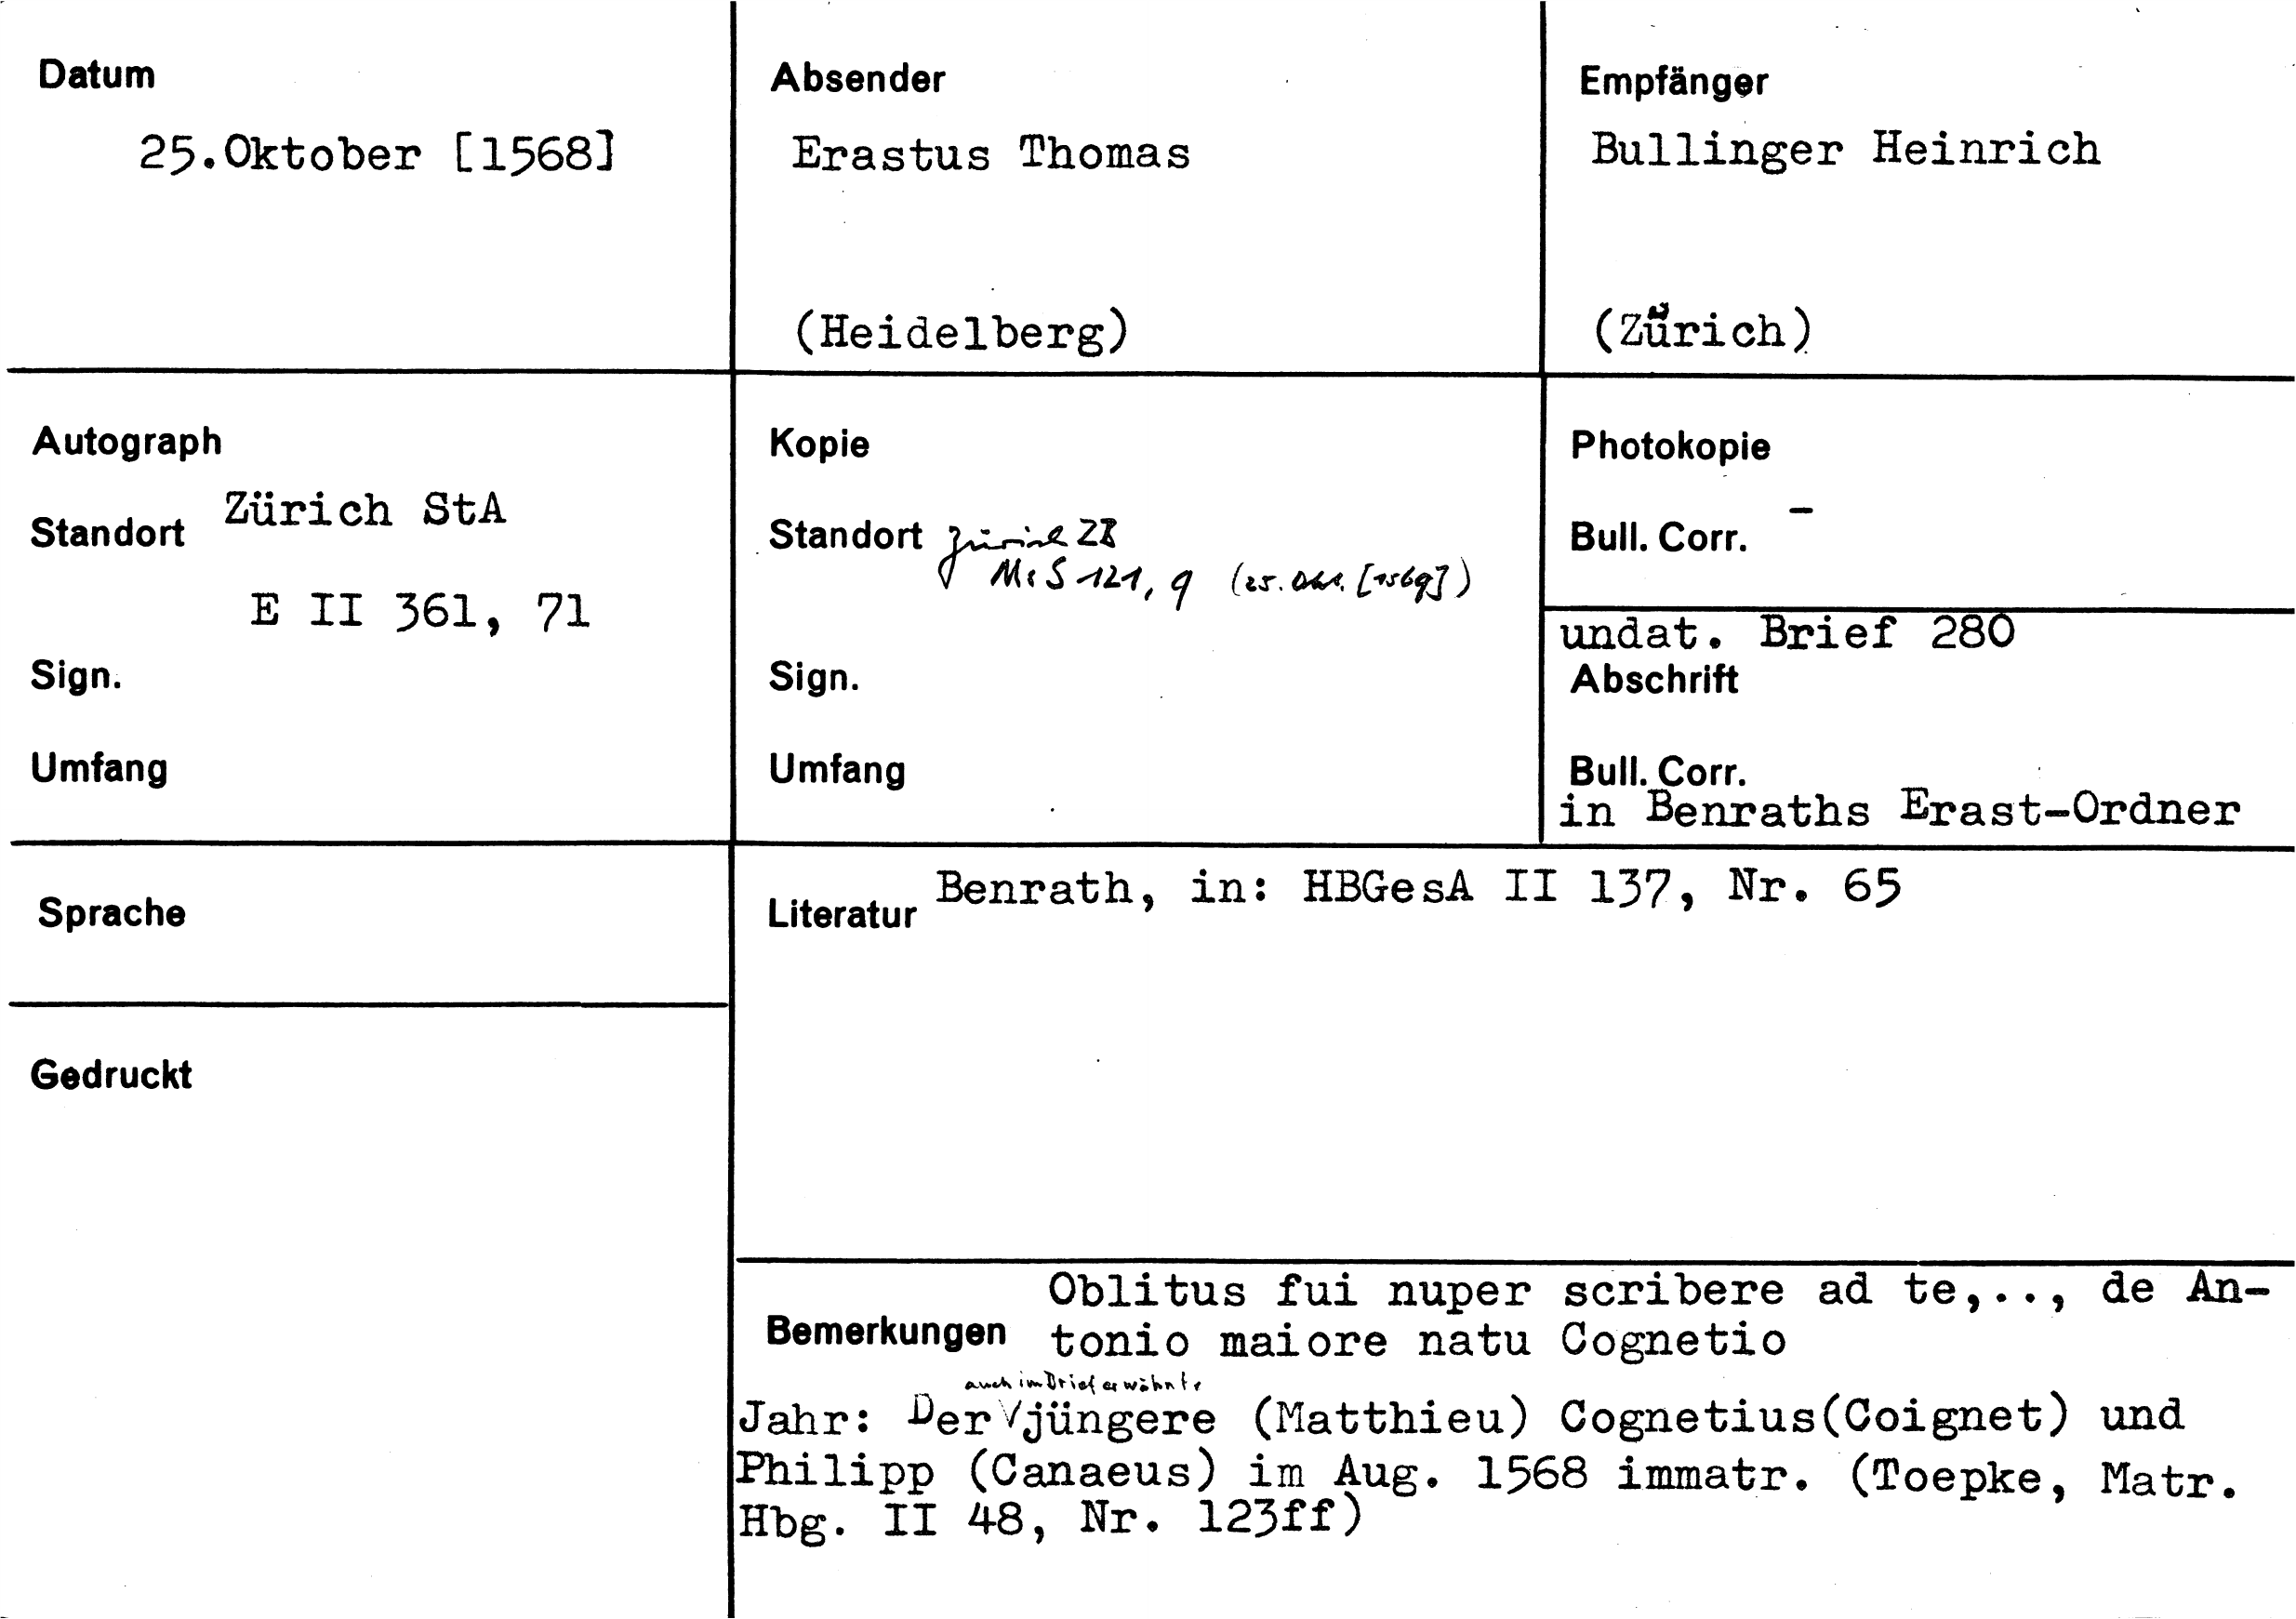 Datum
25.Oktober [1568]
Absender
Erastus Thomas
(Heidelberg)
Empfänger
Bullinger Heinrich
(Zürich)
Autograph
Standort Zürich StA
E II 361, 71
Sign.
Umfang
Kopie
Standort Zürich ZB
Ms S 121, 9 (25. Okt. [1569])
Sign.
Umfang
Photokopie
Bull. Corr. -
undat. Brief 280
Abschrift
Bull. Corr.
in Benraths Erast-Ordner
Sprache
Gedruckt
Literatur Benrath, in: HBGesA II 137, Nr. 65
Oblitus fui nuper scribere ad te,.., de An-
Bemerkungen tonio maiore natu Cognetio
auch im Brief erwähnte
Jahr: Der √jüngere (Matthieu) Cognetius(Coignet) und
Philipp (Canaeus) im Aug. 1568 immatr. (Toepke, Matr.
Hbg. II 48, Nr. 123ff)